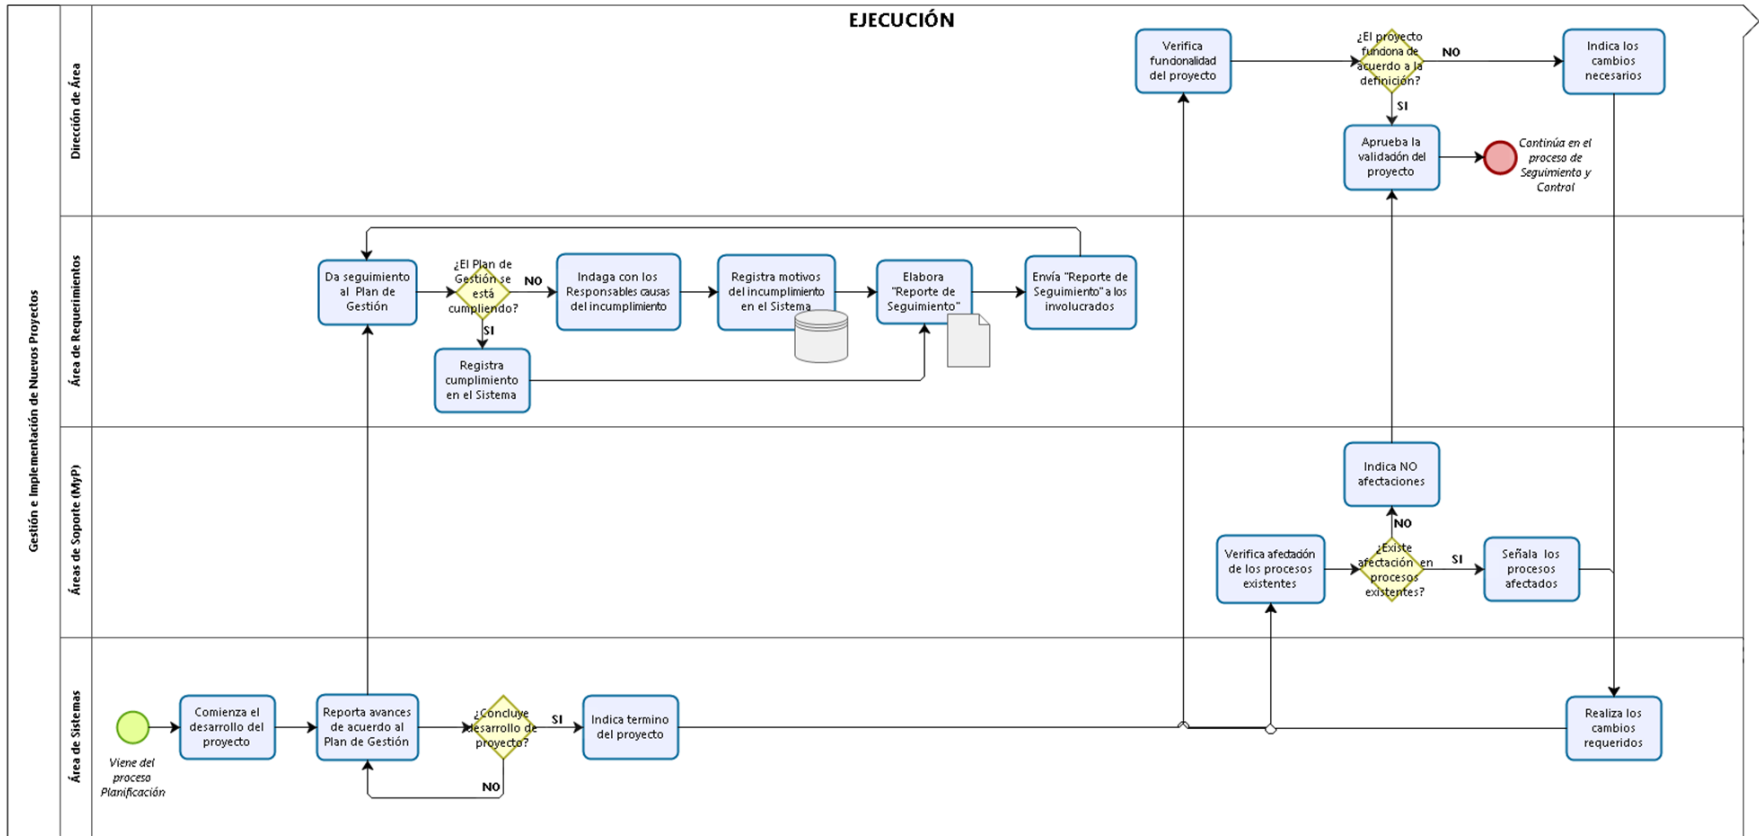 EJECUCIÓN
Gestión e Implementación de Nuevos Proyectos
Dirección de Área
Verifica
funcionalidad
del proyecto
¿El proyecto
funciona de
acuerdo a la
definición?
NO
Indica los
cambios
necesarios
SI
Aprueba la
validación del
proyecto
Continúa en el
proceso de
Seguimiento y
Control
Área de Requerimientos
Da seguimiento
al Plan de
Gestión
¿El Plan de
Gestión se
está
cumpliendo?
NO
Indaga con los
Responsables causas
del incumplimiento
Registra motivos
del incumplimiento
en el Sistema
Elabora
"Reporte de
Seguimiento"
Envía "Reporte de
Seguimiento" a los
involucrados
SI
Registra
cumplimiento
en el Sistema
Áreas de Soporte (MyP)
Indica NO
afectaciones
NO
Verifica afectación
de los procesos
existentes
¿Existe
afectación en
procesos
existentes?
SI
Señala los
procesos
afectados
Área de Sistemas
Viene del
proceso
Planificación
Comienza el
desarrollo del
proyecto
Reporta avances
de acuerdo al
Plan de Gestión
¿Concluye
desarrollo de
proyecto?
SI
NO
Indica termino
del proyecto
Realiza los
cambios
requeridos